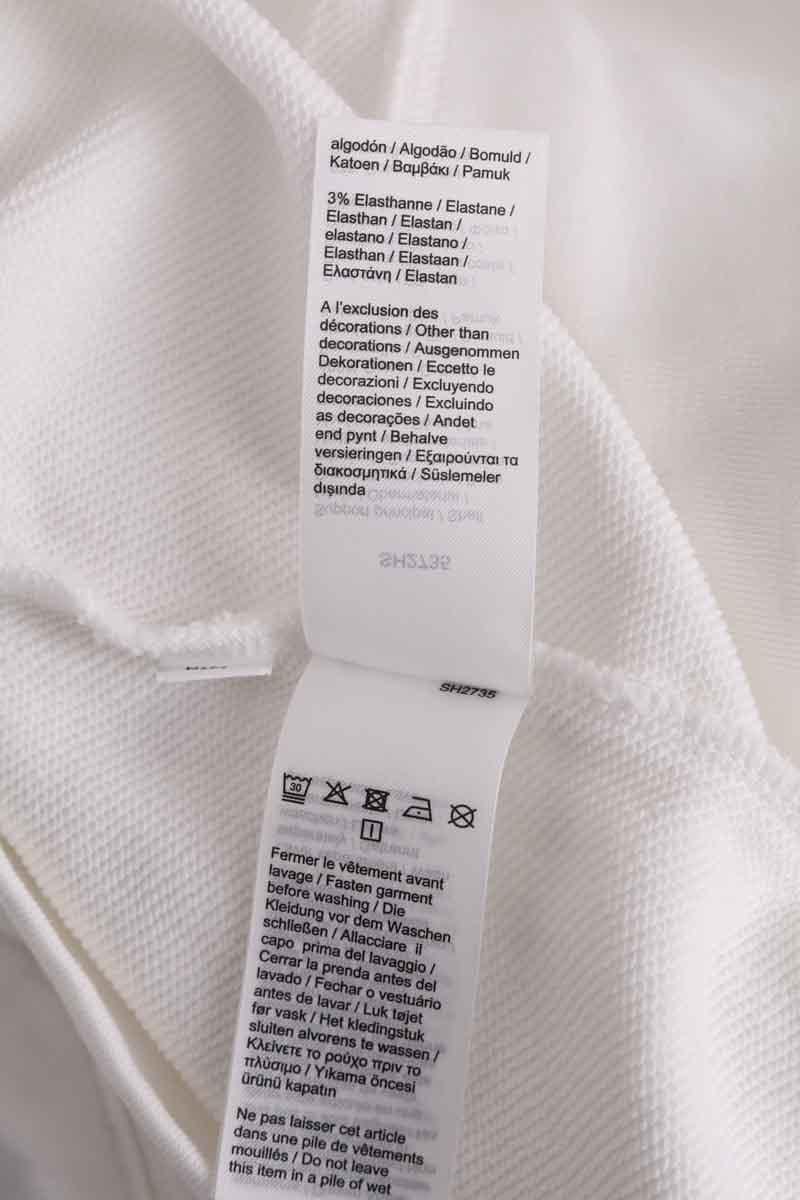 algodón / Algodão / Bomuld /
Katoen / Βαμβάκι / Pamuk
3% Elasthanne / Elastane /
Elasthan / Elastan /
elastano / Elastano /
Elasthan / Elastaan /
Ελαστάνη / Elastan
A l'exclusion des
décorations / Other than
decorations / Ausgenommen
Dekorationen / Eccetto le
decorazioni / Excluyendo
decoraciones / Excluindo
as decorações / Andet
end pynt / Behalve
versieringen / Εξαιρούνται τα
διακοσμητικά / Süslemeler
dışında
Obermaterial /
Support principal / Shell
SH2735
SH2735
30
Fermer le vêtement avant
lavage / Fasten garment
before washing / Die
Kleidung vor dem Waschen
schließen / Allacciare il
capo prima del lavaggio /
Cerrar la prenda antes del
lavado / Fechar o vestuário
antes de lavar / Luk tøjet
før vask / Het kledingstuk
sluiten alvorens te wassen /
Κλείνετε το ρούχο πριν το
πλύσιμο / Yıkama öncesi
ürünü kapatın
Ne pas laisser cet article
dans une pile de vêtements
mouillés / Do not leave
this item in a pile of wet